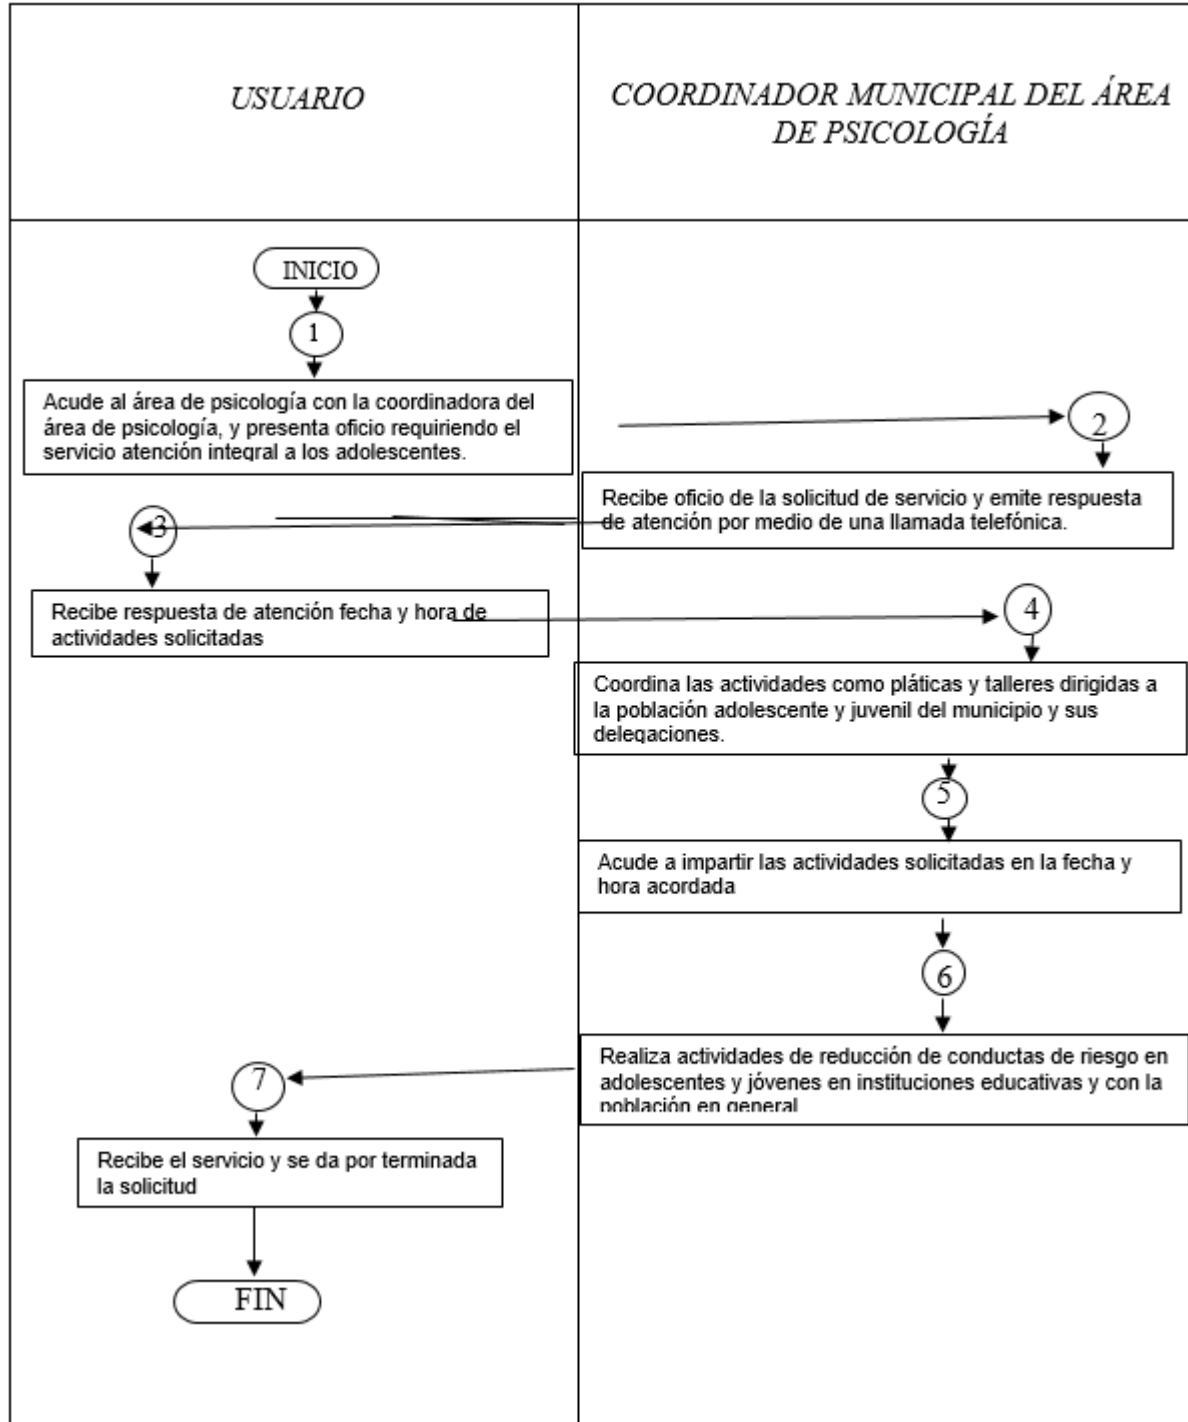 USUARIO
COORDINADOR MUNICIPAL DEL ÁREA
DE PSICOLOGÍA
INICIO
1
Acude al área de psicología con la coordinadora del
área de psicología, y presenta oficio requiriendo el
servicio atención integral a los adolescentes.
2
Recibe oficio de la solicitud de servicio y emite respuesta
de atención por medio de una llamada telefónica.
3
Recibe respuesta de atención fecha y hora de
actividades solicitadas
4
Coordina las actividades como pláticas y talleres dirigidas a
la población adolescente y juvenil del municipio y sus
delegaciones.
5
Acude a impartir las actividades solicitadas en la fecha y
hora acordada
6
Realiza actividades de reducción de conductas de riesgo en
adolescentes y jóvenes en instituciones educativas y con la
población en general
7
Recibe el servicio y se da por terminada
la solicitud
FIN